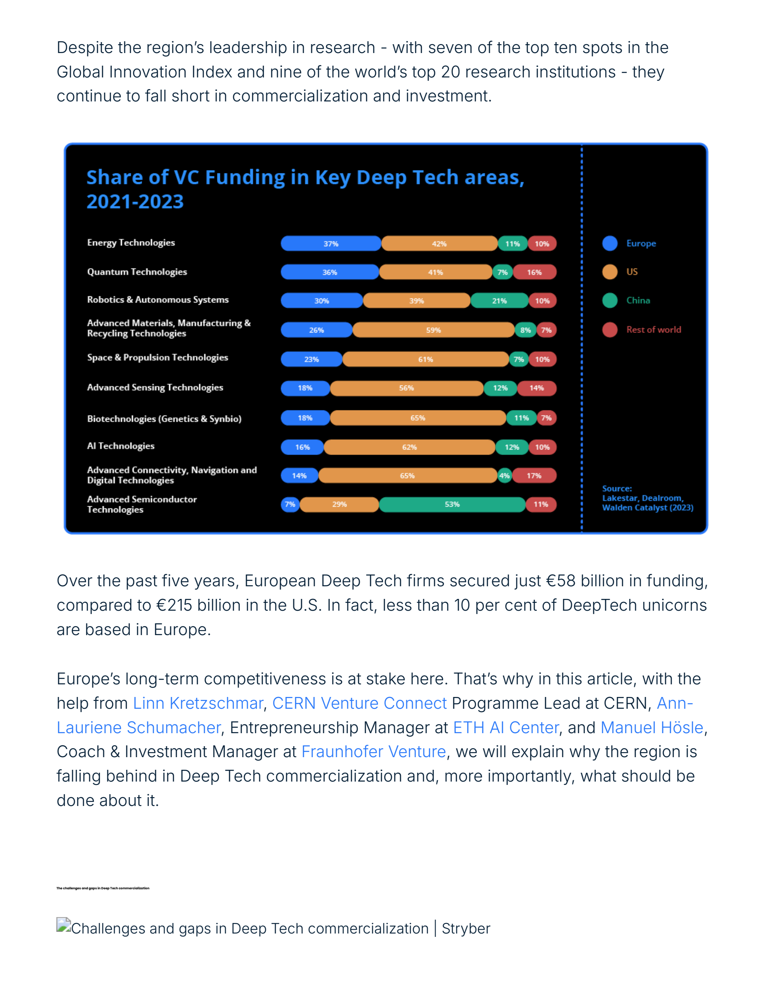 Despite the region’s leadership in research - with seven of the top ten spots in the
Global Innovation Index and nine of the world’s top 20 research institutions - they
continue to fall short in commercialization and investment.
Share of VC Funding in Key Deep Tech areas,
2021-2023
Energy Technologies 37% 42% 11% 10%
Quantum Technologies 36% 41% 7% 16%
Robotics & Autonomous Systems 30% 39% 21% 10%
Advanced Materials, Manufacturing &
Recycling Technologies 26% 59% 8% 7%
Space & Propulsion Technologies 23% 61% 7% 10%
Advanced Sensing Technologies 18% 56% 12% 14%
Biotechnologies (Genetics & Synbio) 18% 65% 11% 7%
AI Technologies 16% 62% 12% 10%
Advanced Connectivity, Navigation and
Digital Technologies 14% 65% 4% 17%
Advanced Semiconductor
Technologies 7% 29% 53% 11%
Europe
US
China
Rest of world
Source:
Lakestar, Dealroom,
Walden Catalyst (2023)
Over the past five years, European Deep Tech firms secured just €58 billion in funding,
compared to €215 billion in the U.S. In fact, less than 10 per cent of DeepTech unicorns
are based in Europe.
Europe’s long-term competitiveness is at stake here. That’s why in this article, with the
help from Linn Kretzschmar, CERN Venture Connect Programme Lead at CERN, Ann-
Lauriene Schumacher, Entrepreneurship Manager at ETH AI Center, and Manuel Hösle,
Coach & Investment Manager at Fraunhofer Venture, we will explain why the region is
falling behind in Deep Tech commercialization and, more importantly, what should be
done about it.
The challenges and gaps in Deep Tech commercialization
Challenges and gaps in Deep Tech commercialization | Stryber